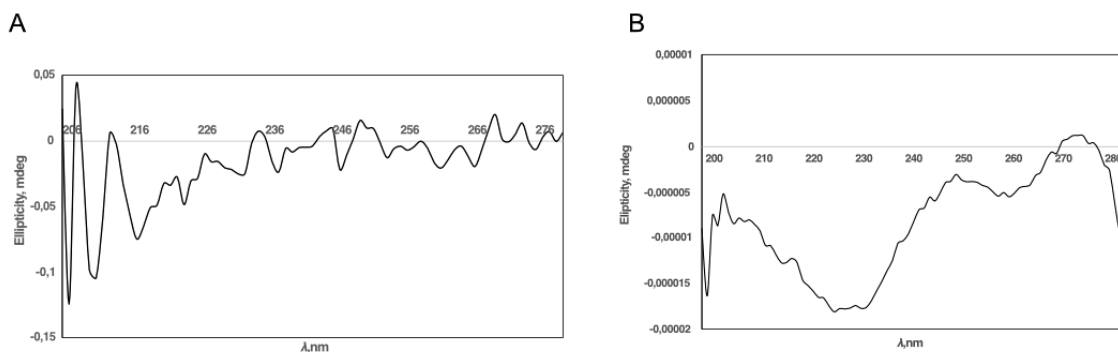 A
0,05
0
-0,05
-0,1
-0,15
206 216 226 236 246 256 266 276
Ellipticity, mdeg
λ,nm
B
0,00001
0,000005
0
-0,000005
-0,00001
-0,000015
-0,00002
200 210 220 230 240 250 260 270 280
Elipticity, mdeg
λ,nm